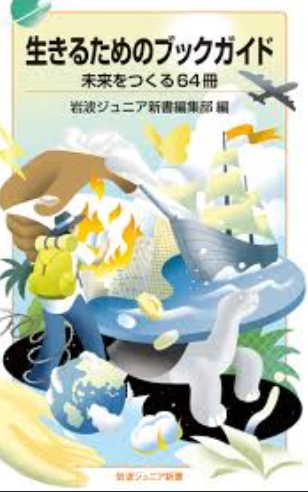 生きるためのブックガイド
未来をつくる64冊
岩波ジュニア新書編集部 編
岩波ジュニア新書